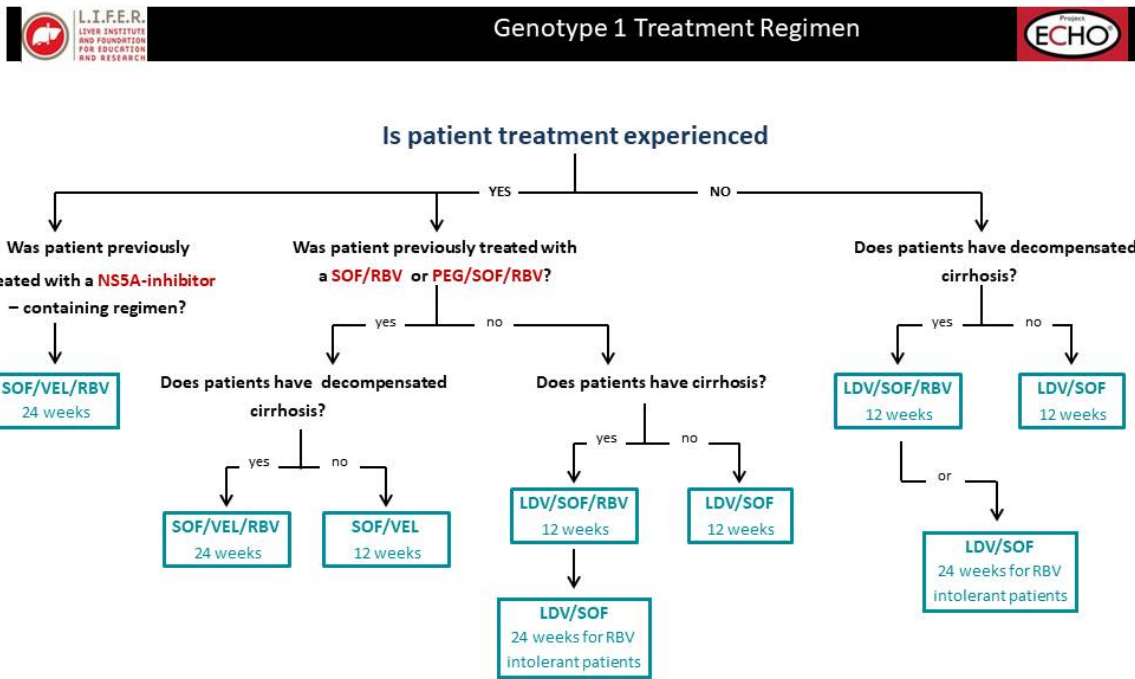 L.I.F.E.R.
LIVER INSTITUTE
AND FOUNDATION
FOR EDUCATION
AND RESEARCH
Genotype 1 Treatment Regimen
Project
ECHO®
Is patient treatment experienced
YES
NO
Was patient previously
eated with a NS5A-inhibitor
– containing regimen?
SOF/VEL/RBV
24 weeks
Was patient previously treated with
a SOF/RBV or PEG/SOF/RBV?
yes
no
Does patients have decompensated
cirrhosis?
yes
no
SOF/VEL/RBV
24 weeks
SOF/VEL
12 weeks
Does patients have cirrhosis?
yes
no
LDV/SOF/RBV
12 weeks
LDV/SOF
12 weeks
LDV/SOF
24 weeks for RBV
intolerant patients
Does patients have decompensated
cirrhosis?
yes
no
LDV/SOF/RBV
12 weeks
LDV/SOF
12 weeks
or
LDV/SOF
24 weeks for RBV
intolerant patients